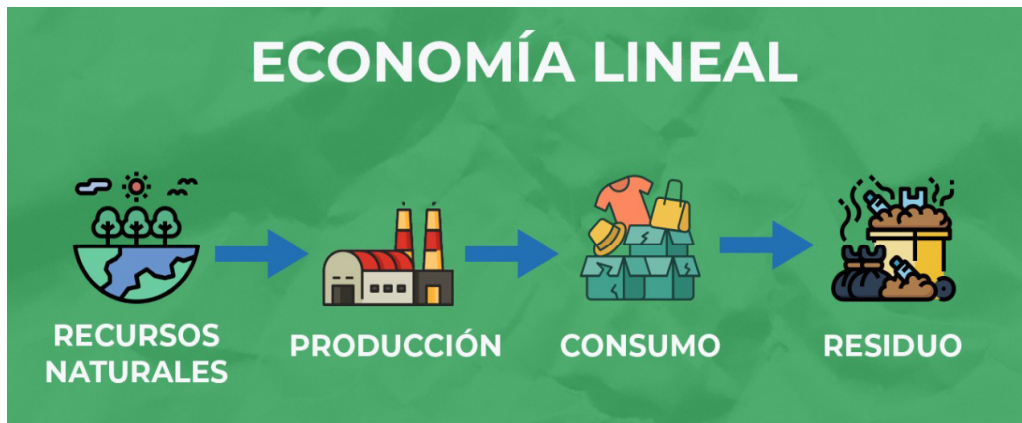 ECONOMÍA LINEAL
RECURSOS
NATURALES
PRODUCCIÓN
CONSUMO
RESIDUO